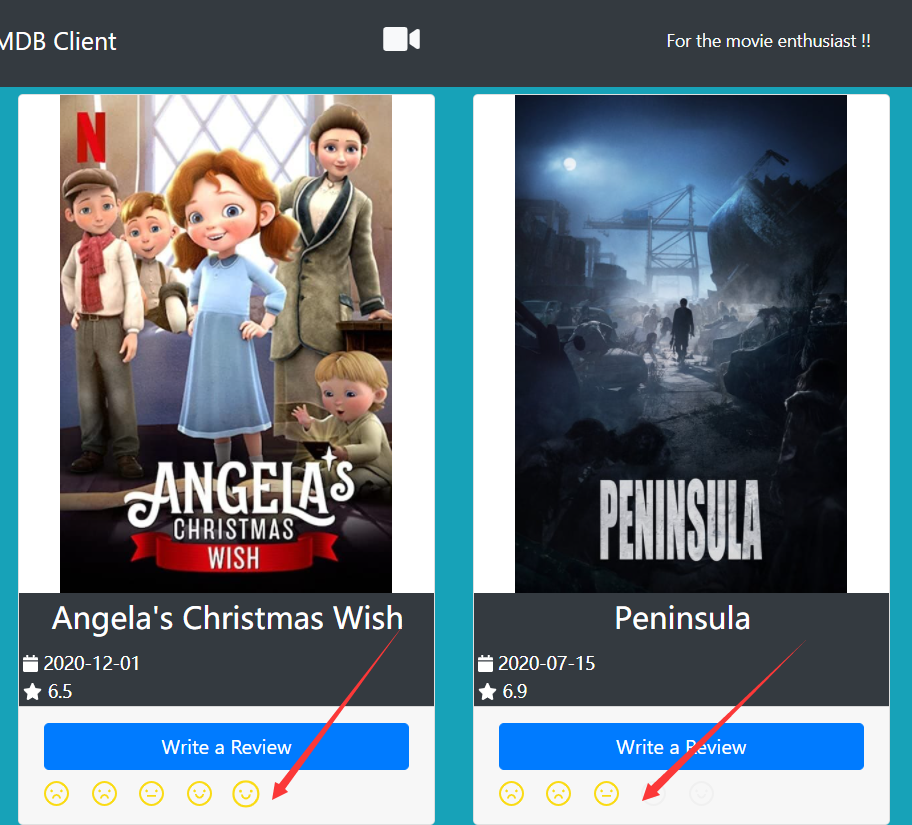 MDB Client
For the movie enthusiast !!
N
ANGELA'S
CHRISTMAS
WISH
PENINSULA
Angela's Christmas Wish
2020-12-01
6.5
Write a Review
Peninsula
2020-07-15
6.9
Write a Review